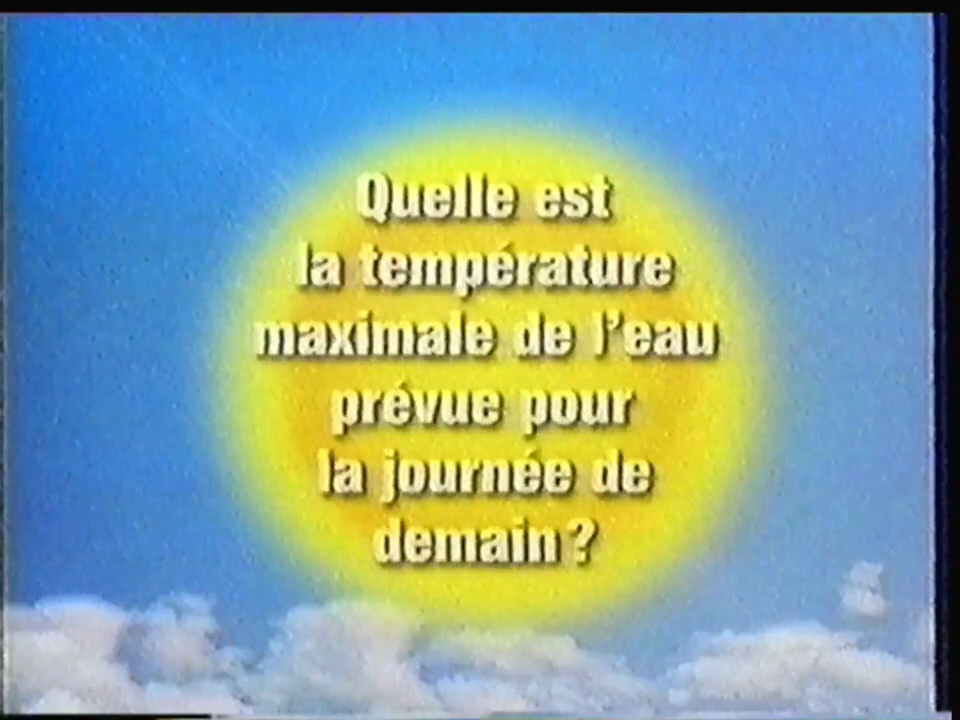 Quelle est
la température
maximale de l'eau
prévue pour
la journée de
demain ?